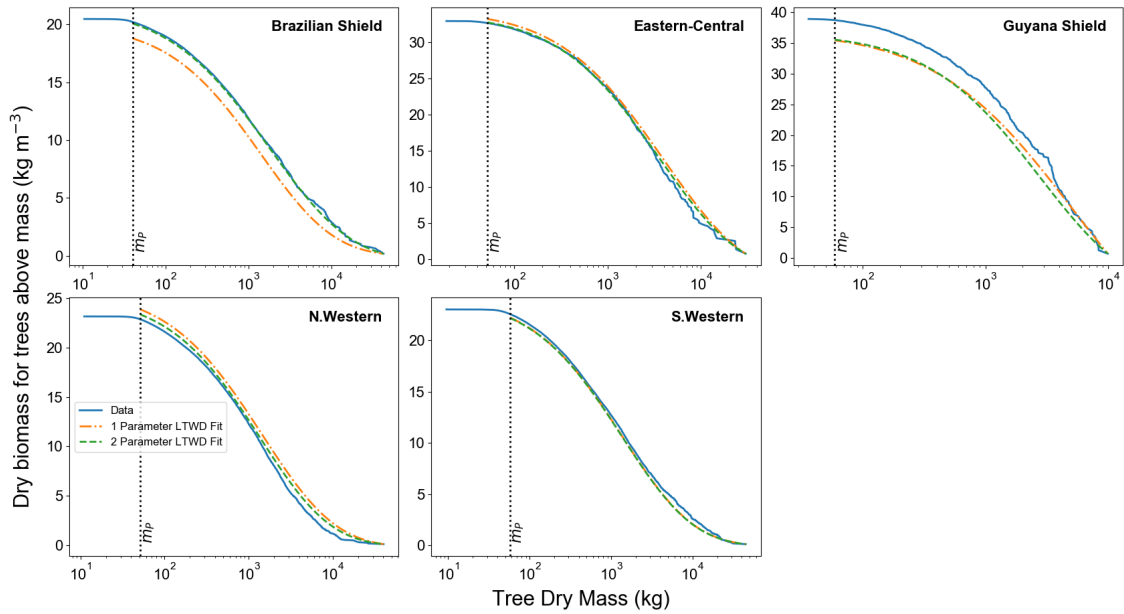 Dry biomass for trees above mass (kg m⁻³)
Brazilian Shield
20
15
10
5
0
m_P
10¹ 10² 10³ 10⁴
Eastern-Central
30
25
20
15
10
5
0
m_P
10² 10³ 10⁴
Guyana Shield
40
35
30
25
20
15
10
5
0
m_P
10² 10³ 10⁴
N.Western
25
20
15
10
5
0
Data
1 Parameter LTWD Fit
2 Parameter LTWD Fit
m_P
10¹ 10² 10³ 10⁴
S.Western
20
15
10
5
0
m_P
10¹ 10² 10³ 10⁴
Tree Dry Mass (kg)